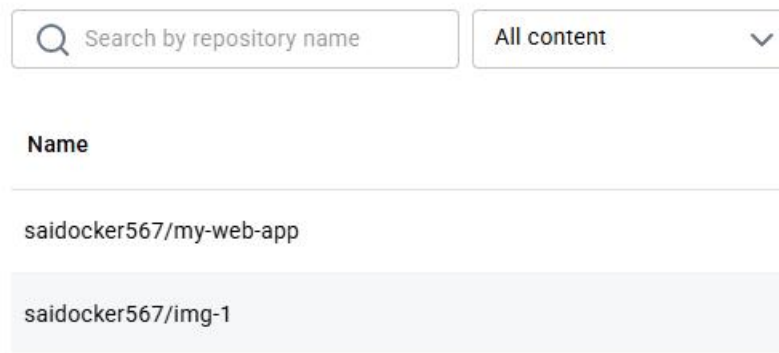 Search by repository name
All content
Name
saidocker567/my-web-app
saidocker567/img-1